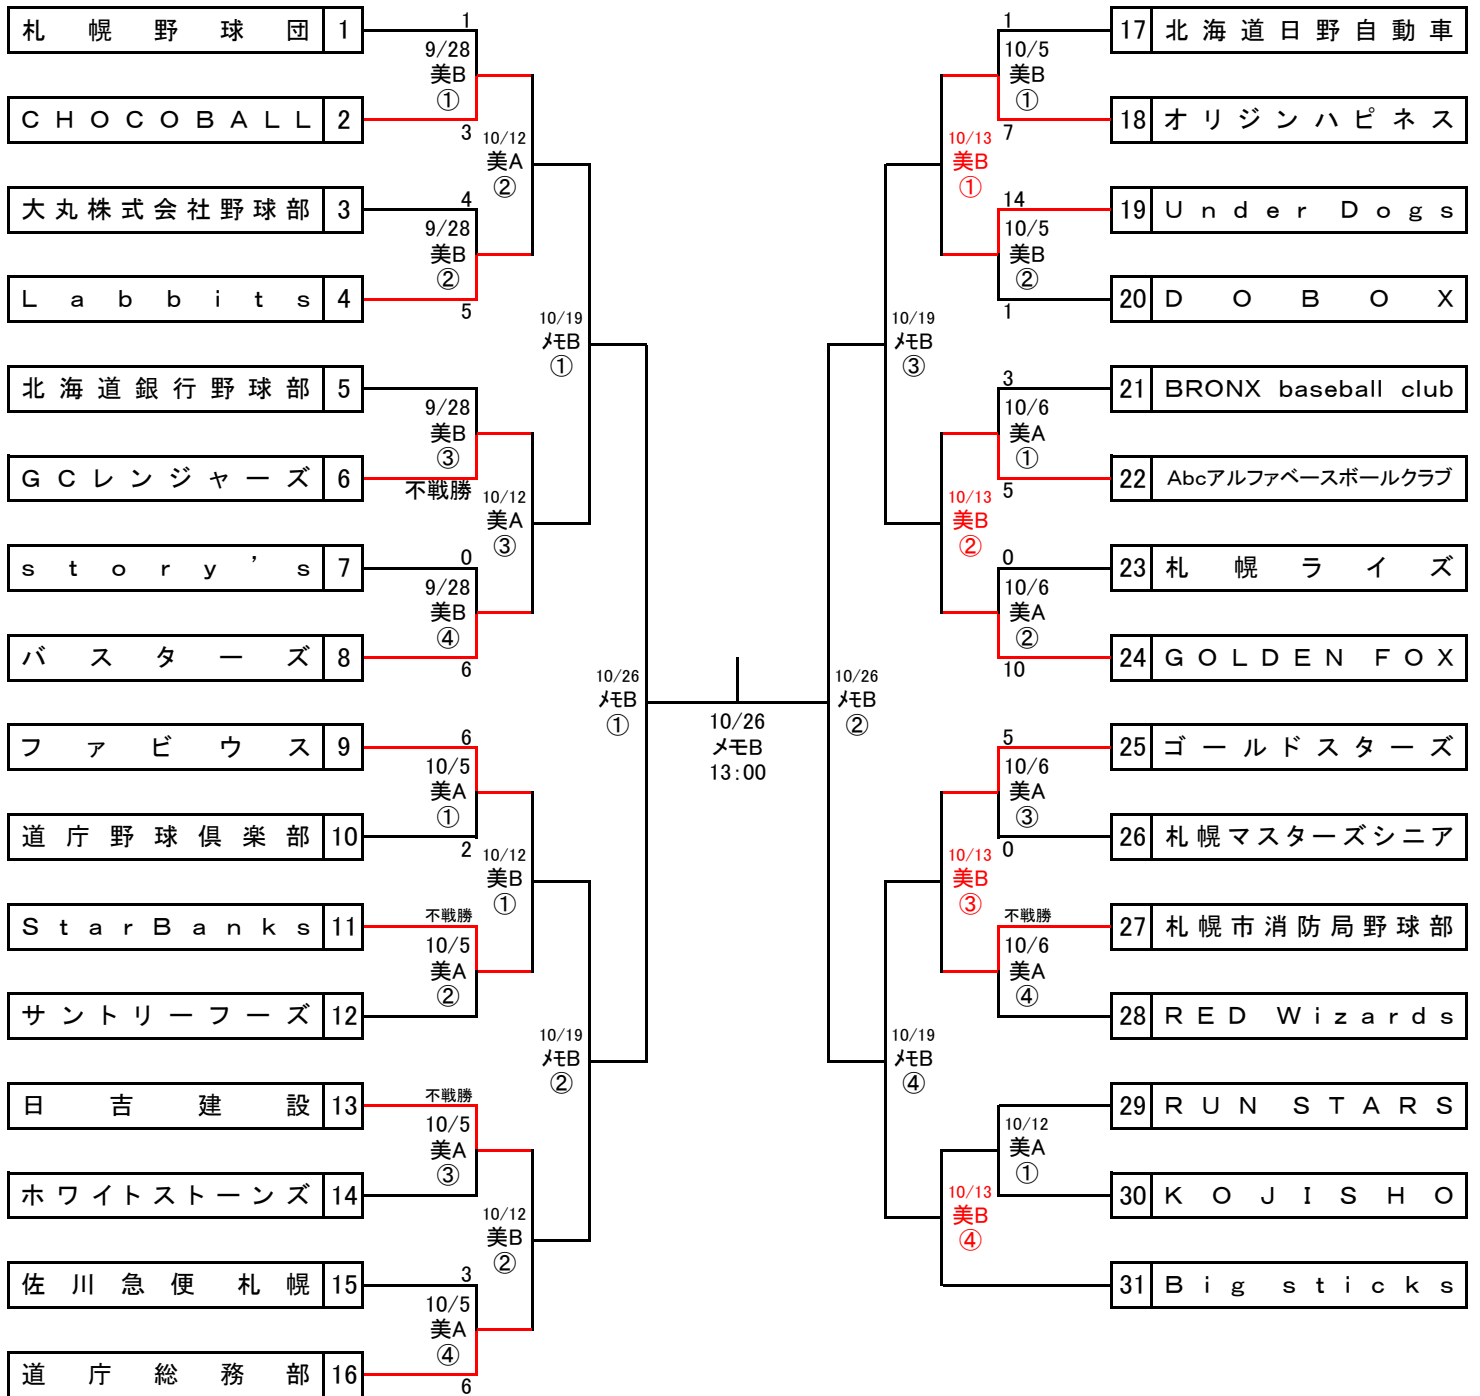 札幌野球団 1
1
9/28
美B
①
CHOCOBALL 2
3
10/12
美A
②
大丸株式会社野球部 3
4
9/28
美B
②
Labbits 4
5
10/19
メモB
①
北海道銀行野球部 5
9/28
美B
③
GCレンジャーズ 6
不戦勝
10/12
美A
③
story's 7
0
9/28
美B
④
バスターズ 8
6
10/26
メモB
①
ファビウス 9
6
10/5
美A
①
道庁野球倶楽部 10
2
10/12
美B
①
StarBanks 11
不戦勝
10/5
美A
②
サントリーフーズ 12
10/19
メモB
②
日吉建設 13
不戦勝
10/5
美A
③
ホワイトストーンズ 14
10/12
美B
②
佐川急便札幌 15
3
10/5
美A
④
道庁総務部 16
6
10/26
メモB
13:00
1
17 北海道日野自動車
10/5
美B
①
18 オリジンハピネス
7
10/13
美B
①
14
19 Under Dogs
10/5
美B
②
20 DOBOX
1
10/19
メモB
③
3
21 BRONX baseball club
10/6
美A
①
22 Abcアルファベースボールクラブ
5
10/13
美B
②
0
23 札幌ライズ
10/6
美A
②
24 GOLDEN FOX
10
10/26
メモB
②
5
25 ゴールドスターズ
10/6
美A
③
26 札幌マスターズシニア
0
10/13
美B
③
不戦勝
27 札幌市消防局野球部
10/6
美A
④
28 RED Wizards
10/19
メモB
④
29 RUN STARS
10/12
美A
①
30 KOJISHO
10/13
美B
④
31 Big sticks